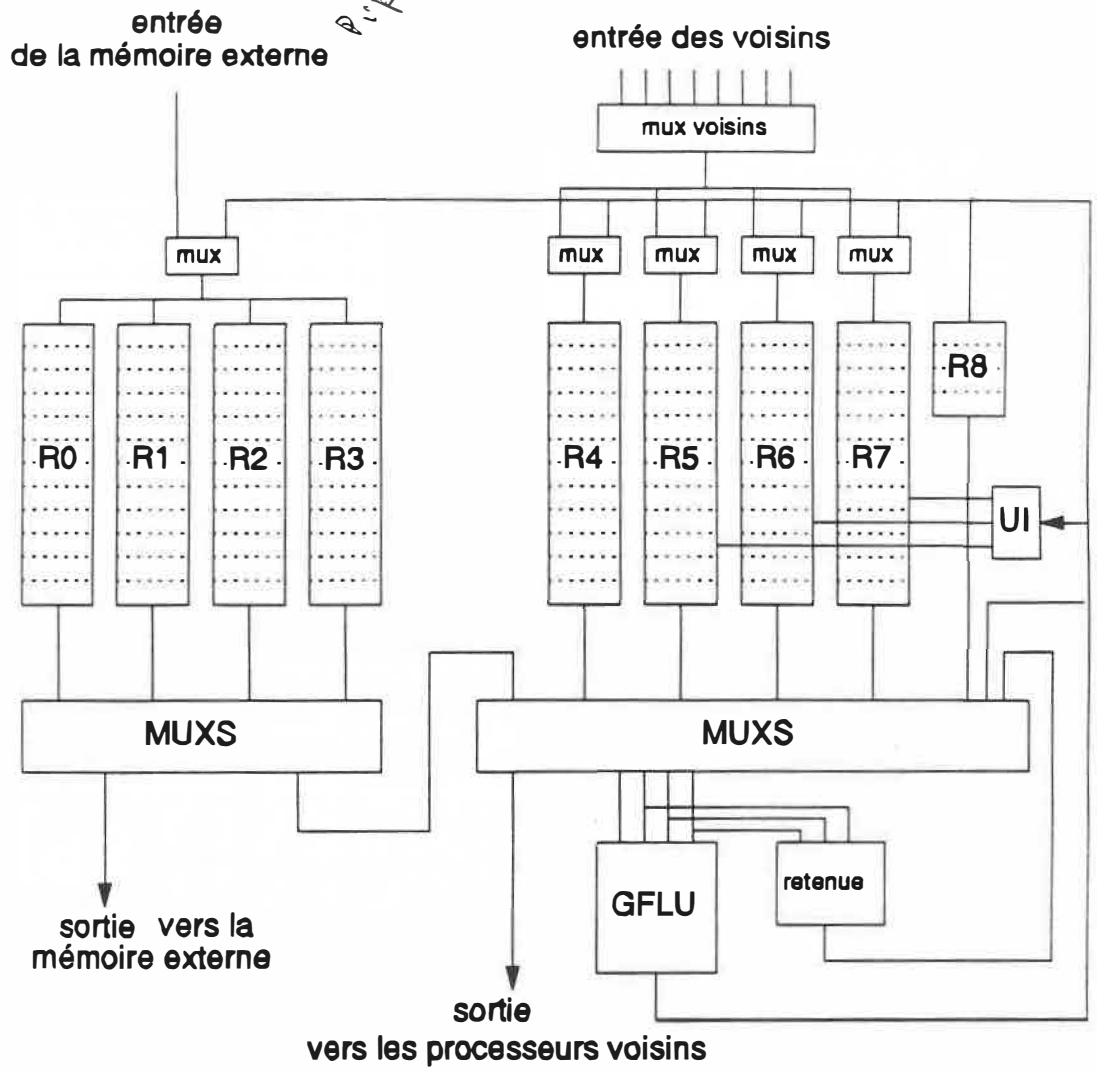 entrée
de la mémoire externe
entrée des voisins
mux voisins
mux
mux
mux
mux
mux
R0
R1
R2
R3
R4
R5
R6
R7
R8
UI
MUXS
MUXS
GFLU
retenue
sortie vers la
mémoire externe
sortie
vers les processeurs voisins